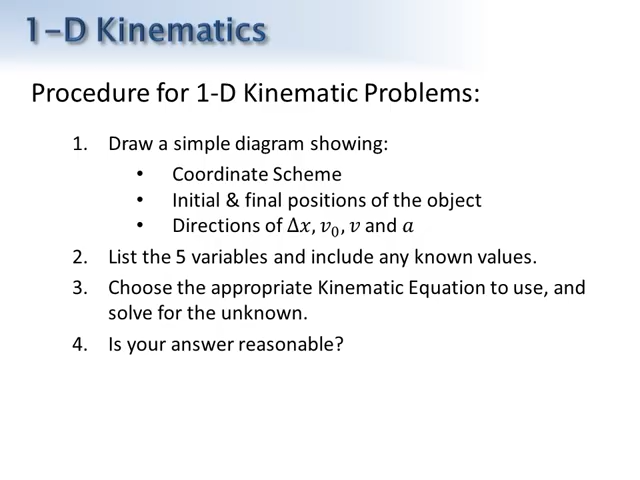 1-D Kinematics
Procedure for 1-D Kinematic Problems:
1. Draw a simple diagram showing:
• Coordinate Scheme
• Initial & final positions of the object
• Directions of Δx, v₀, v and a
2. List the 5 variables and include any known values.
3. Choose the appropriate Kinematic Equation to use, and
solve for the unknown.
4. Is your answer reasonable?